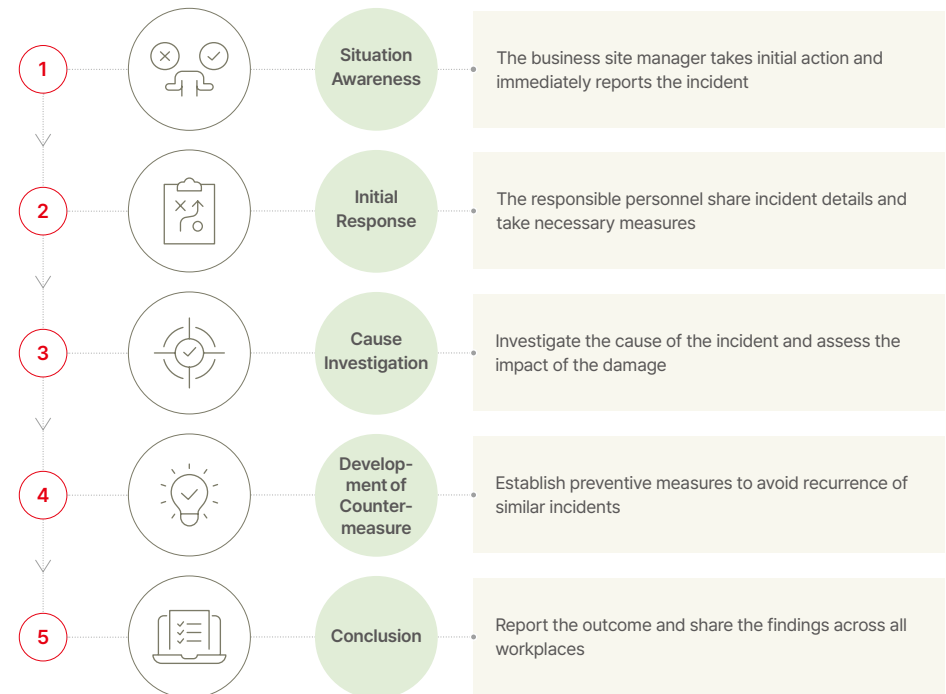 1
Situation
Awareness
The business site manager takes initial action and
immediately reports the incident
2
Initial
Response
The responsible personnel share incident details and
take necessary measures
3
Cause
Investigation
Investigate the cause of the incident and assess the
impact of the damage
4
Develop-
ment of
Counter-
measure
Establish preventive measures to avoid recurrence of
similar incidents
5
Conclusion
Report the outcome and share the findings across all
workplaces